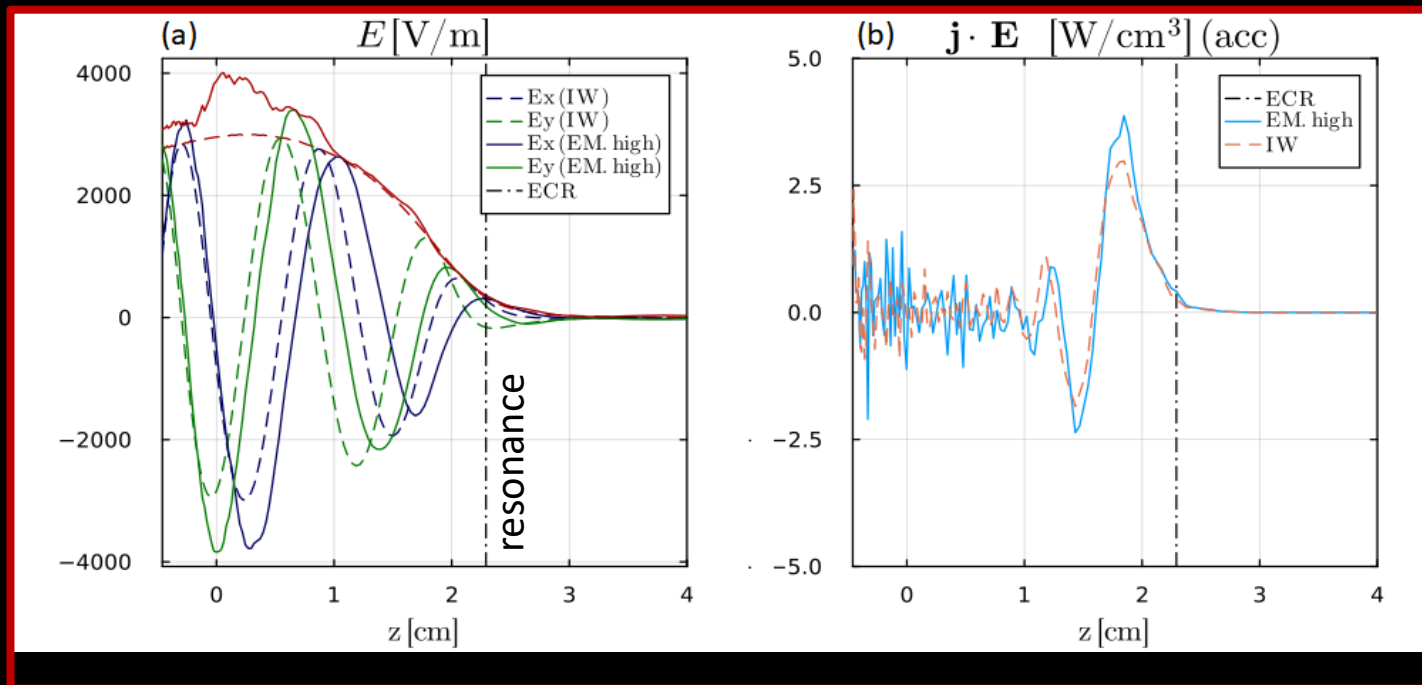 (a) E [V/m]
4000
2000
0
−2000
−4000
Ex (IW)
Ey (IW)
Ex (EM. high)
Ey (EM. high)
ECR
resonance
0 1 2 3 4
z [cm]
(b) j· E [W/cm³] (acc)
5.0
2.5
0.0
−2.5
−5.0
ECR
EM. high
IW
0 1 2 3 4
z [cm]